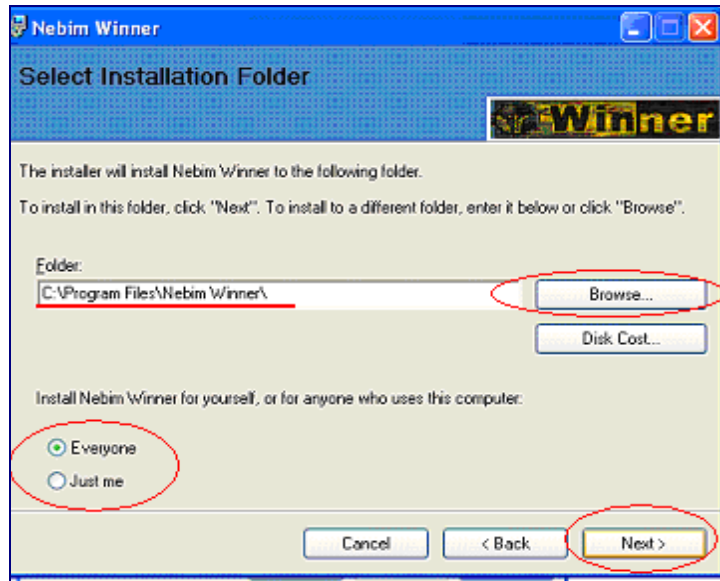 Nebim Winner
Select Installation Folder
Winner
The installer will install Nebim Winner to the following folder.
To install in this folder, click "Next". To install to a different folder, enter it below or click "Browse".
Folder:
C:\Program Files\Nebim Winner\
Browse...
Disk Cost...
Install Nebim Winner for yourself, or for anyone who uses this computer:
Everyone
Just me
Cancel
< Back
Next >